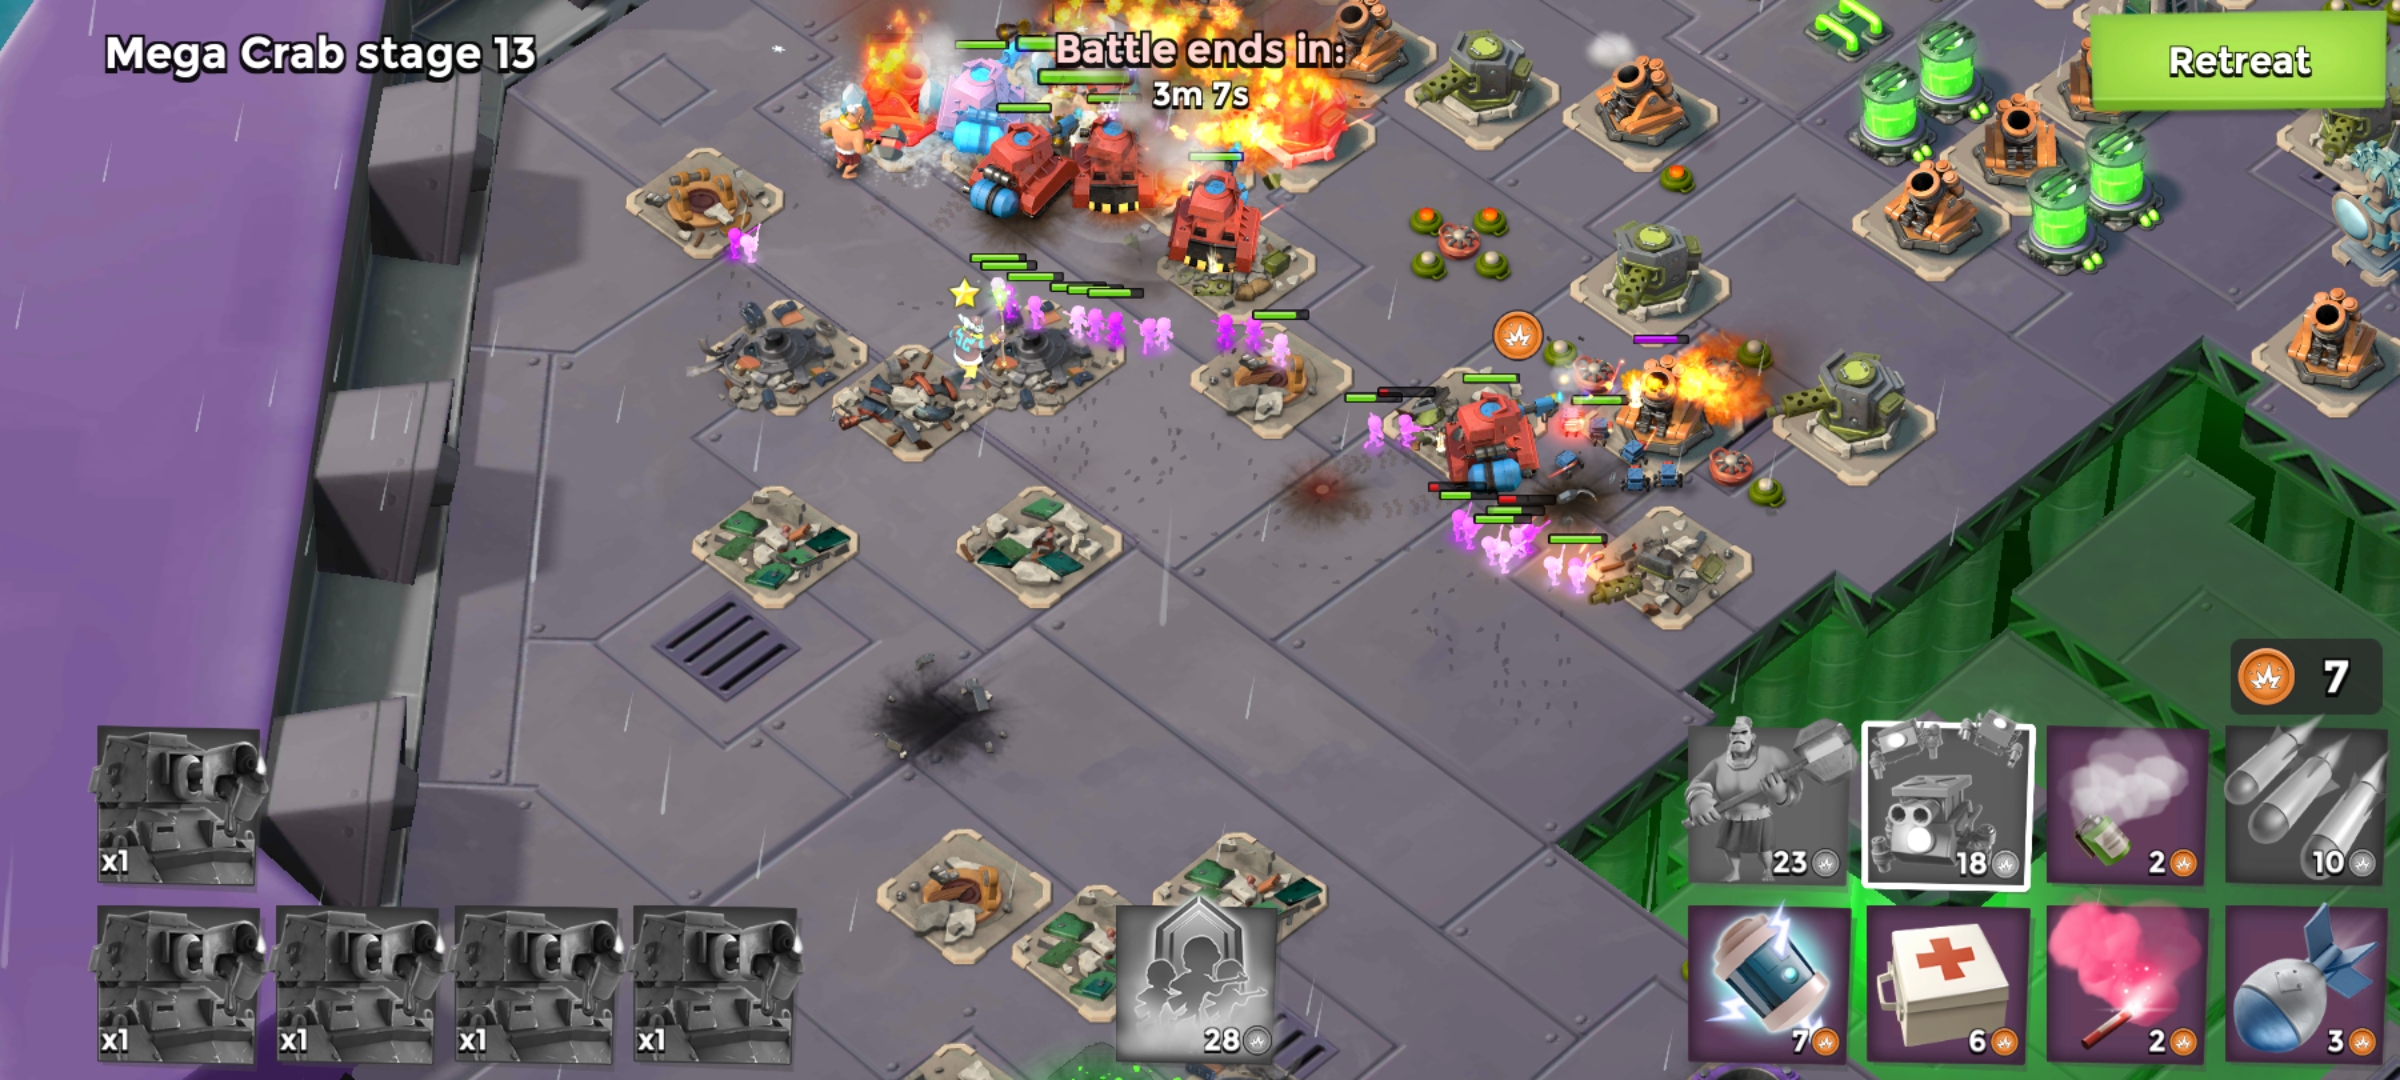 Mega Crab stage 13
Battle ends in:
3m 7s
Retreat
7
x1
23
18
2
10
x1
x1
x1
x1
28
7
6
2
3